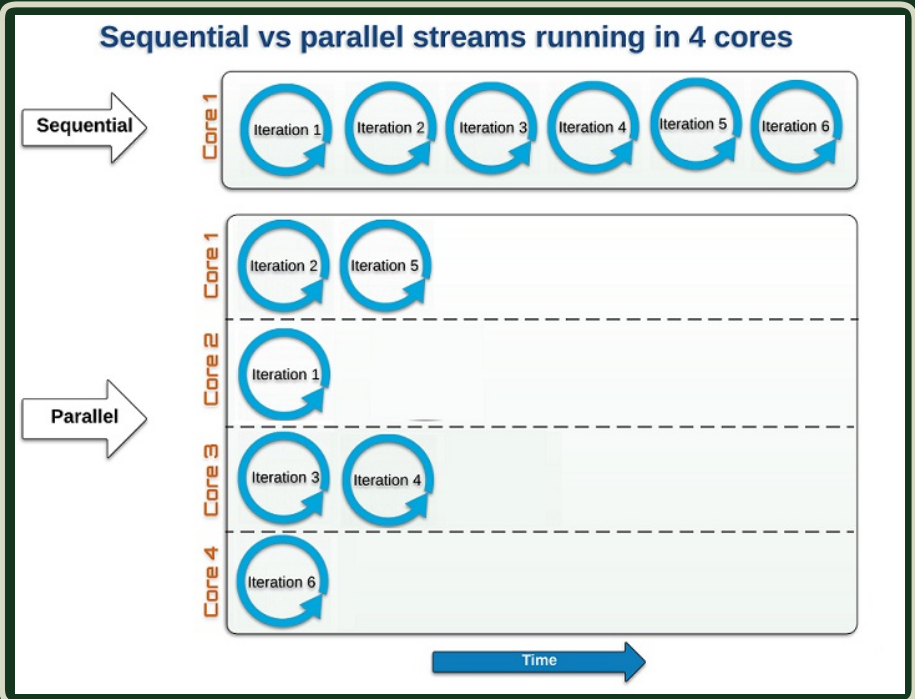 Sequential vs parallel streams running in 4 cores
Sequential
Core 1
Iteration 1
Iteration 2
Iteration 3
Iteration 4
Iteration 5
Iteration 6
Parallel
Core 1
Iteration 2
Iteration 5
Core 2
Iteration 1
Core 3
Iteration 3
Iteration 4
Core 4
Iteration 6
Time